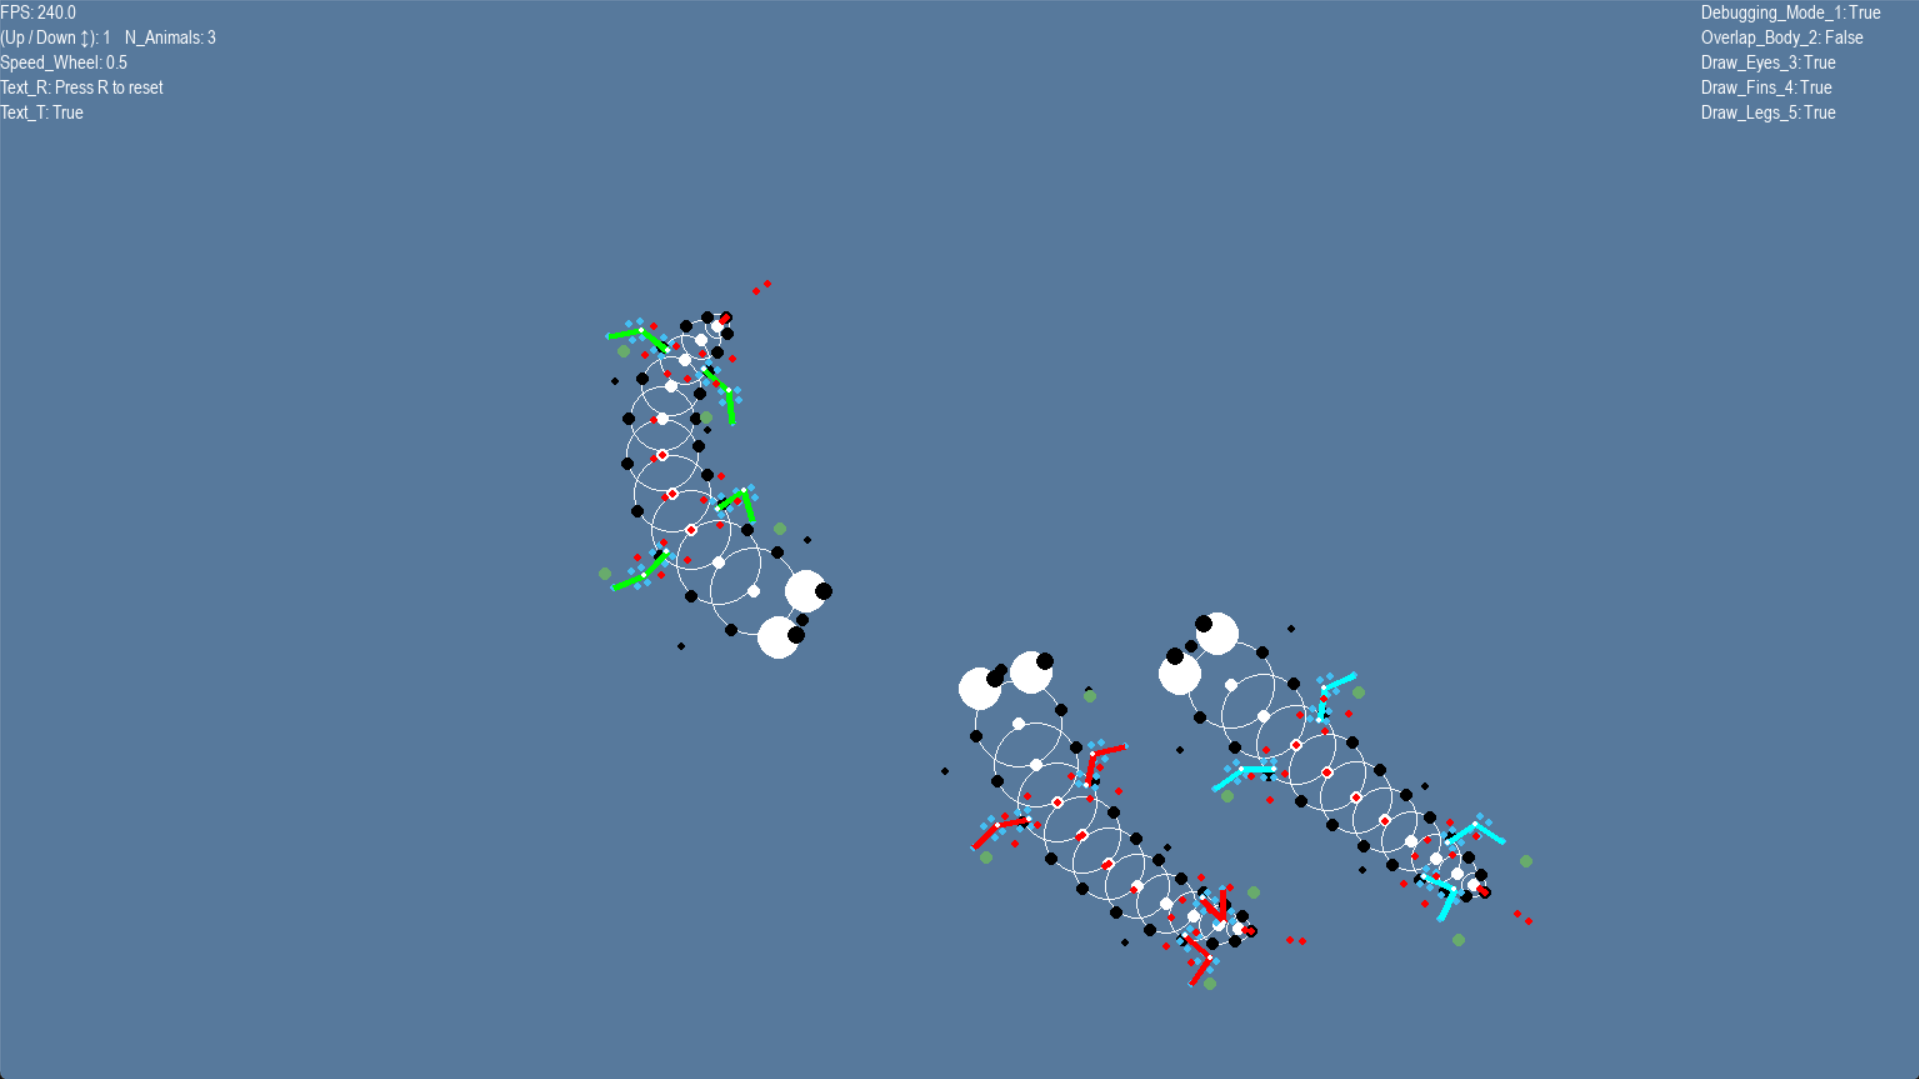 FPS: 240.0
(Up / Down ↕): 1 N_Animals: 3
Speed_Wheel: 0.5
Text_R: Press R to reset
Text_T: True
Debugging_Mode_1: True
Overlap_Body_2: False
Draw_Eyes_3: True
Draw_Fins_4: True
Draw_Legs_5: True